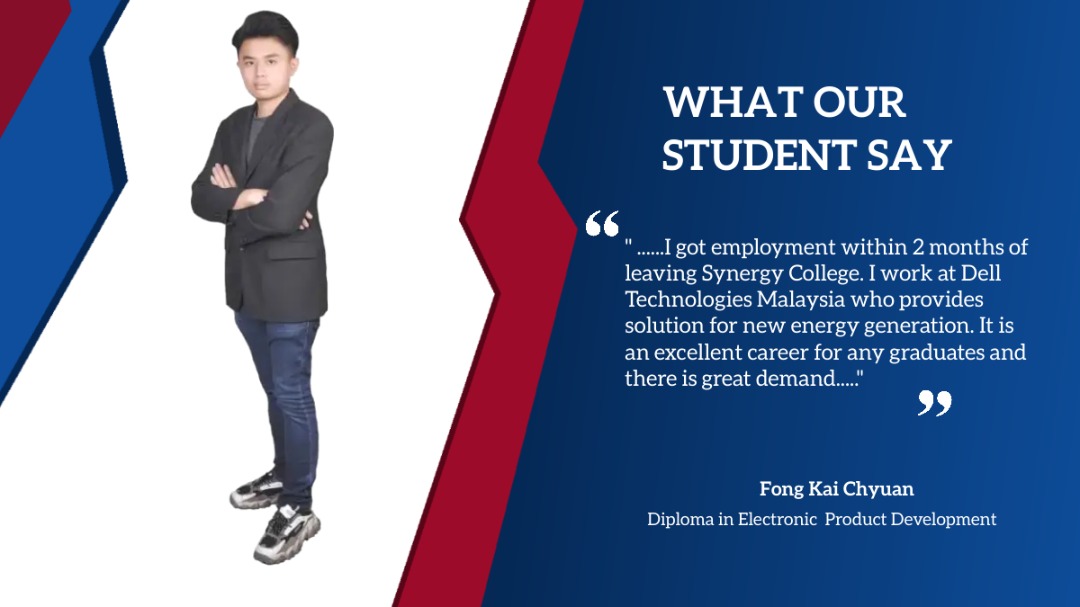 WHAT OUR
STUDENT SAY
“
" ......I got employment within 2 months of
leaving Synergy College. I work at Dell
Technologies Malaysia who provides
solution for new energy generation. It is
an excellent career for any graduates and
there is great demand....."
”
Fong Kai Chyuan
Diploma in Electronic Product Development